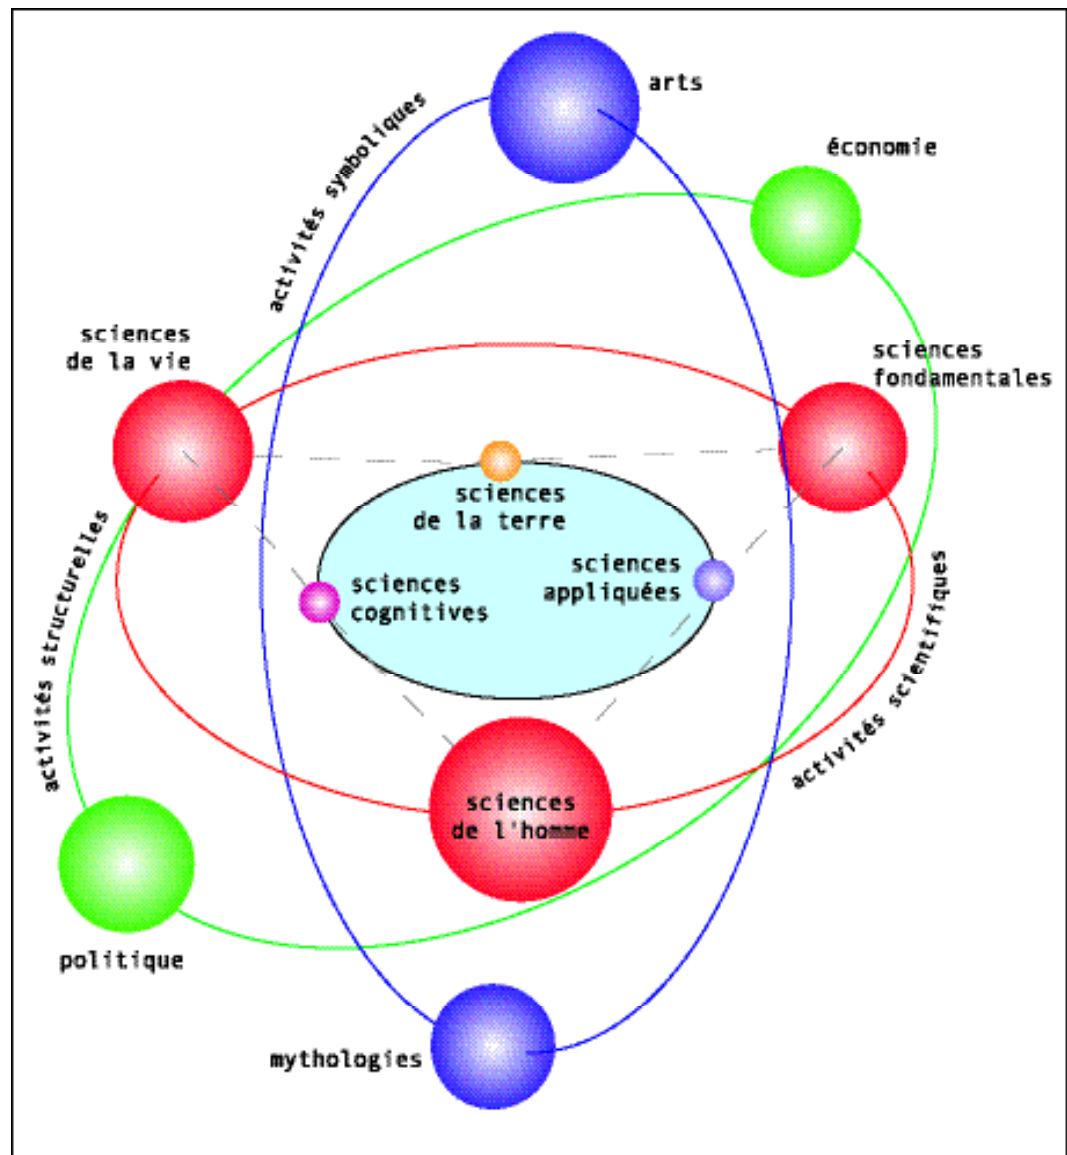 arts
activités symboliques
économie
sciences
de la vie
sciences
fondamentales
sciences
de la terre
sciences
appliquées
sciences
cognitives
activités structurelles
activités scientifiques
sciences
de l'homme
politique
mythologies